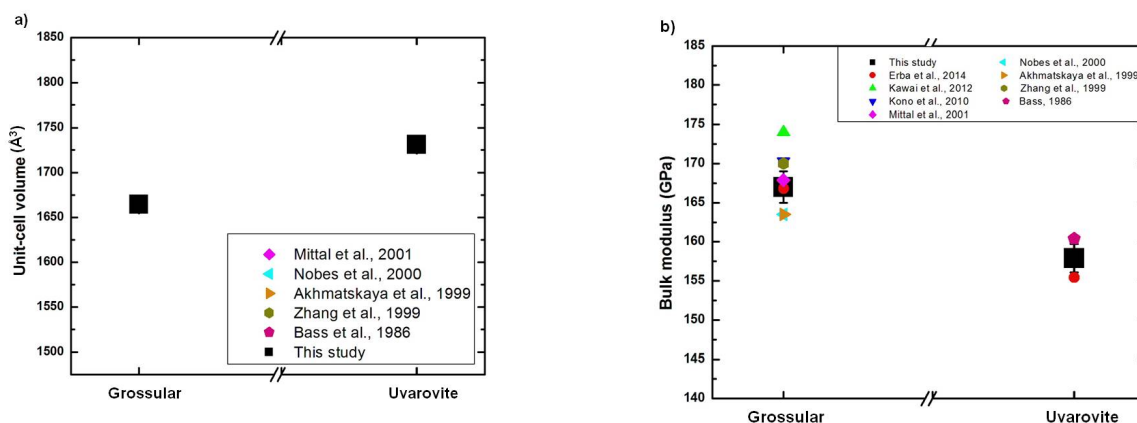 a)
Unit-cell volume (Å³)
1850
1800
1750
1700
1650
1600
1550
1500
Mittal et al., 2001
Nobes et al., 2000
Akhmatskaya et al., 1999
Zhang et al., 1999
Bass et al., 1986
This study
Grossular
Uvarovite
b)
Bulk modulus (GPa)
185
180
175
170
165
160
155
150
145
140
This study
Erba et al., 2014
Kawai et al., 2012
Kono et al., 2010
Mittal et al., 2001
Nobes et al., 2000
Akhmatskaya et al., 1999
Zhang et al., 1999
Bass, 1986
Grossular
Uvarovite